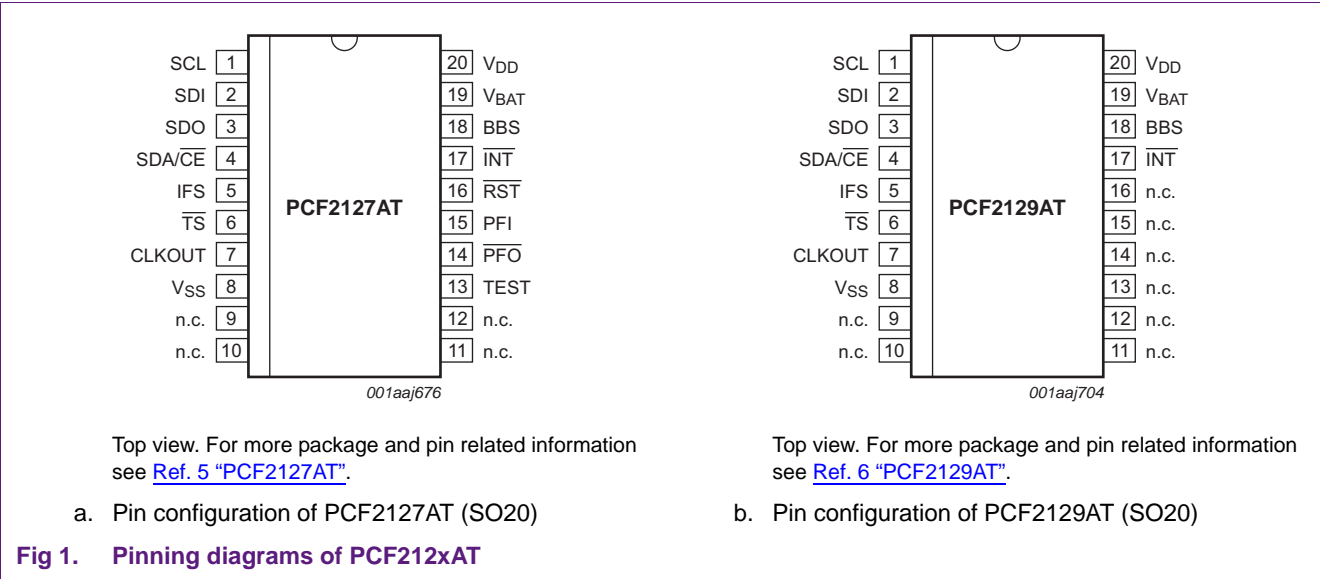 SCL 1
SDI 2
SDO 3
SDA/CE 4
IFS 5
TS 6
CLKOUT 7
VSS 8
n.c. 9
n.c. 10
PCF2127AT
20 VDD
19 VBAT
18 BBS
17 INT
16 RST
15 PFI
14 PFO
13 TEST
12 n.c.
11 n.c.
001aaj676
Top view. For more package and pin related information
see Ref. 5 “PCF2127AT”.
a. Pin configuration of PCF2127AT (SO20)
SCL 1
SDI 2
SDO 3
SDA/CE 4
IFS 5
TS 6
CLKOUT 7
VSS 8
n.c. 9
n.c. 10
PCF2129AT
20 VDD
19 VBAT
18 BBS
17 INT
16 n.c.
15 n.c.
14 n.c.
13 n.c.
12 n.c.
11 n.c.
001aaj704
Top view. For more package and pin related information
see Ref. 6 “PCF2129AT”.
b. Pin configuration of PCF2129AT (SO20)
Fig 1. Pinning diagrams of PCF212xAT